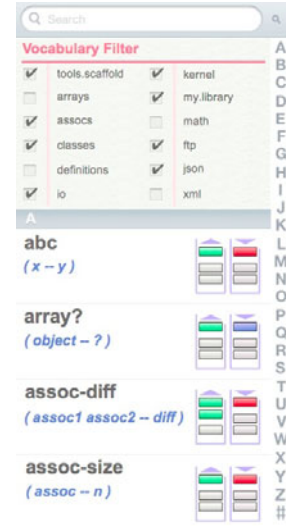 Search
Vocabulary Filter
tools.scaffold kernel
arrays my.library
assocs math
classes ftp
definitions json
io xml
A
abc
( x -- y )
array?
( object -- ? )
assoc-diff
( assoc1 assoc2 -- diff )
assoc-size
( assoc -- n )
A
B
C
D
E
F
G
H
I
J
K
L
M
N
O
P
Q
R
S
T
U
V
W
X
Y
Z
#